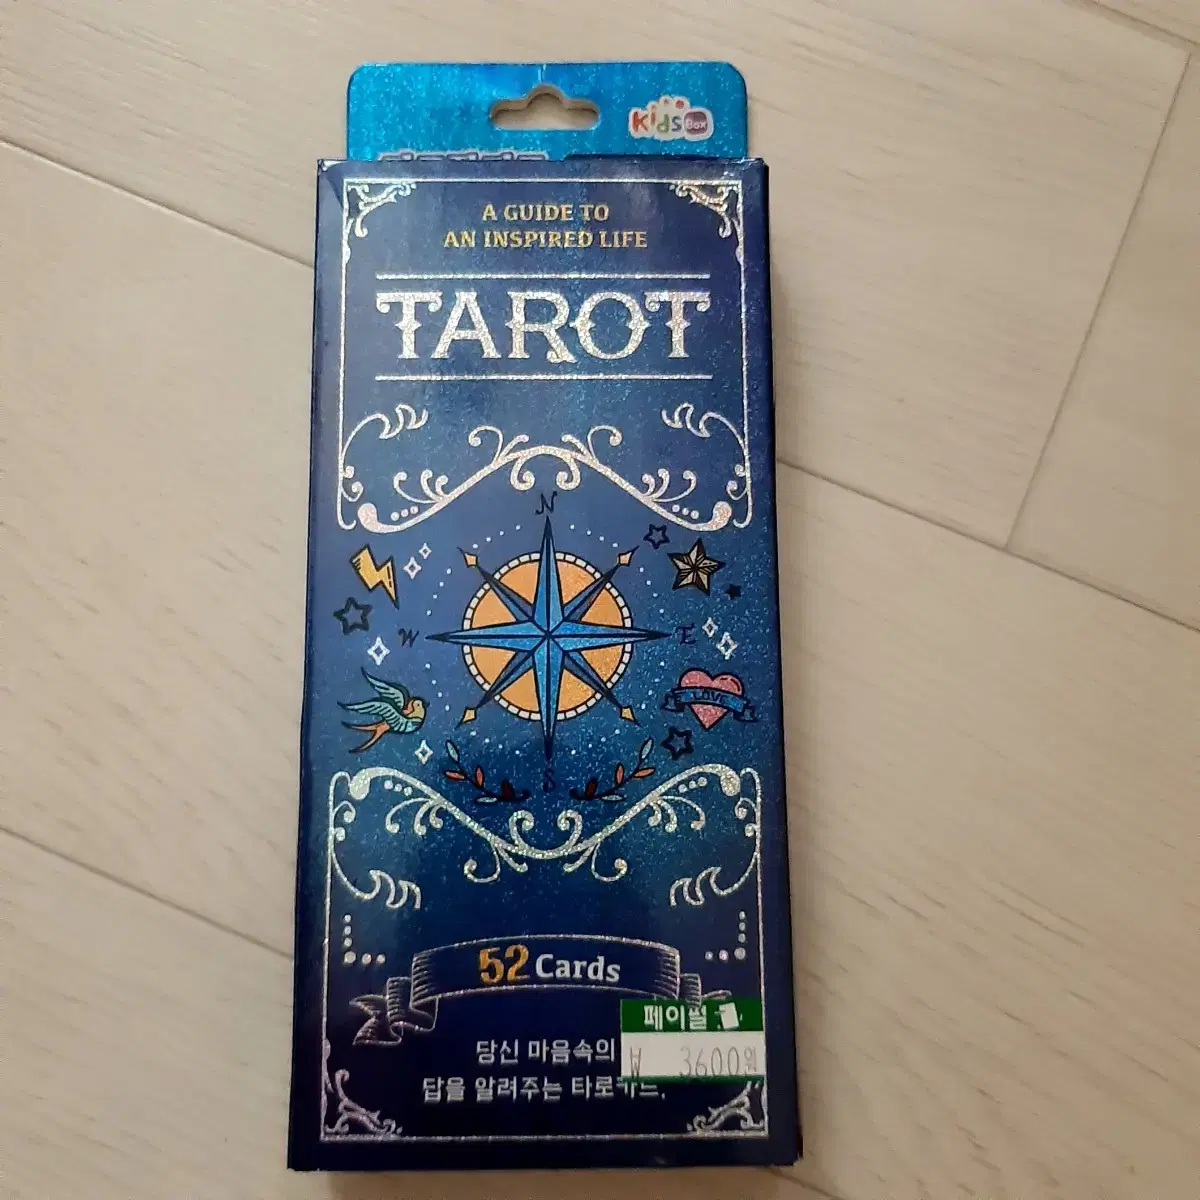 Kids Box
A GUIDE TO
AN INSPIRED LIFE
TAROT
N
W
E
LOVE
S
52 Cards
페이펄
당신 마음속의
₩ 3600원
답을 알려주는 타로카드.